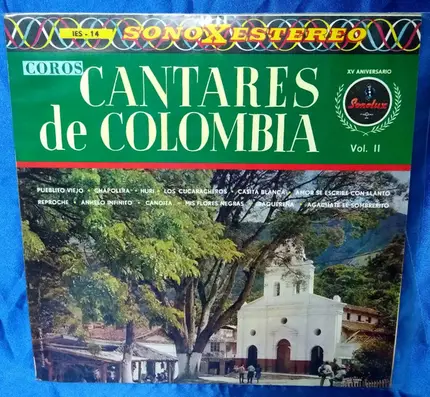 IES - 14
SONOXESTEREO
COROS
CANTARES
de COLOMBIA
XV ANIVERSARIO
Sonolux
Vol. II
PUEBLITO VIEJO - CHAPOLERA - HURI - LOS CUCARACHEROS - CASITA BLANCA - AMOR SE ESCRIBE CON LLANTO
REPROCHE - ANHELO INFINITO - CANOITA - MIS FLORES NEGRAS - BAQUEREÑA - AGACHATE EL SOMBRERITO